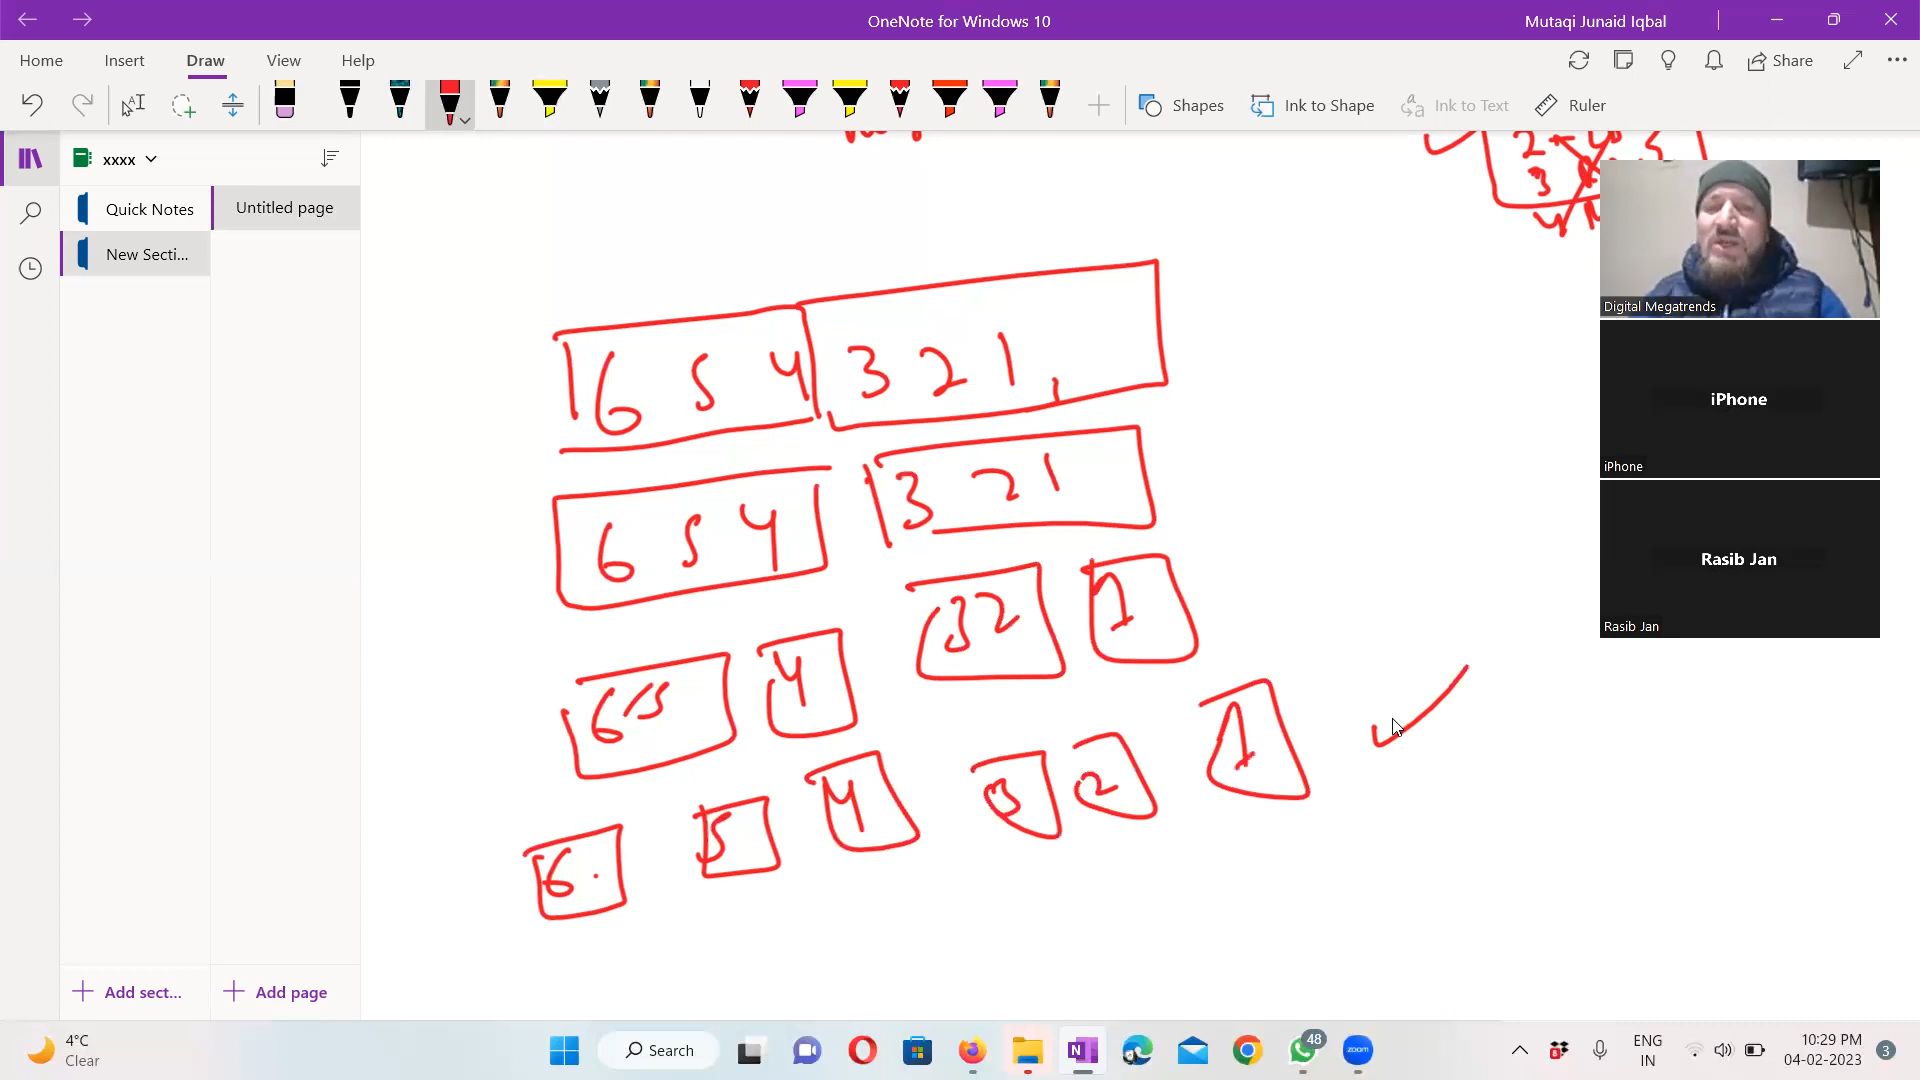 OneNote for Windows 10
Mutaqi Junaid Iqbal
Home Insert Draw View Help
Share
Shapes Ink to Shape Ink to Text Ruler
xxxx
Quick Notes
Untitled page
New Secti...
2
3
6 5 4 3 2 1
6 5 4 3 2 1
3 2 1
6 5 4
6 5 4 3 2 1
Digital Megatrends
iPhone
iPhone
Rasib Jan
Rasib Jan
Add sect...
Add page
4°C
Clear
Search
48
zoom
ENG
IN
10:29 PM
04-02-2023
3